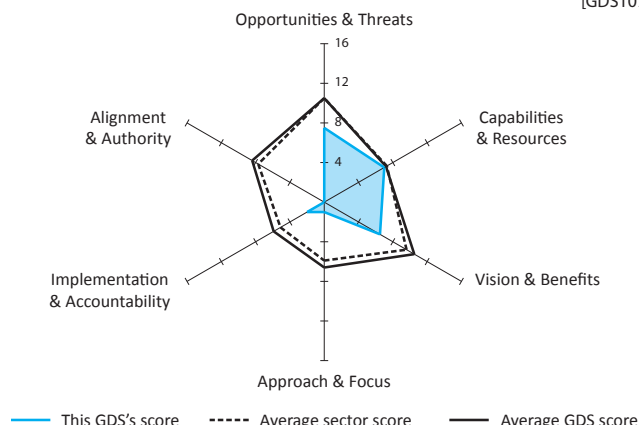 [GDS10
Opportunities & Threats
16
12
8
4
Alignment
& Authority
Capabilities
& Resources
Implementation
& Accountability
Vision & Benefits
Approach & Focus
This GDS's score
Average sector score
Average GDS score